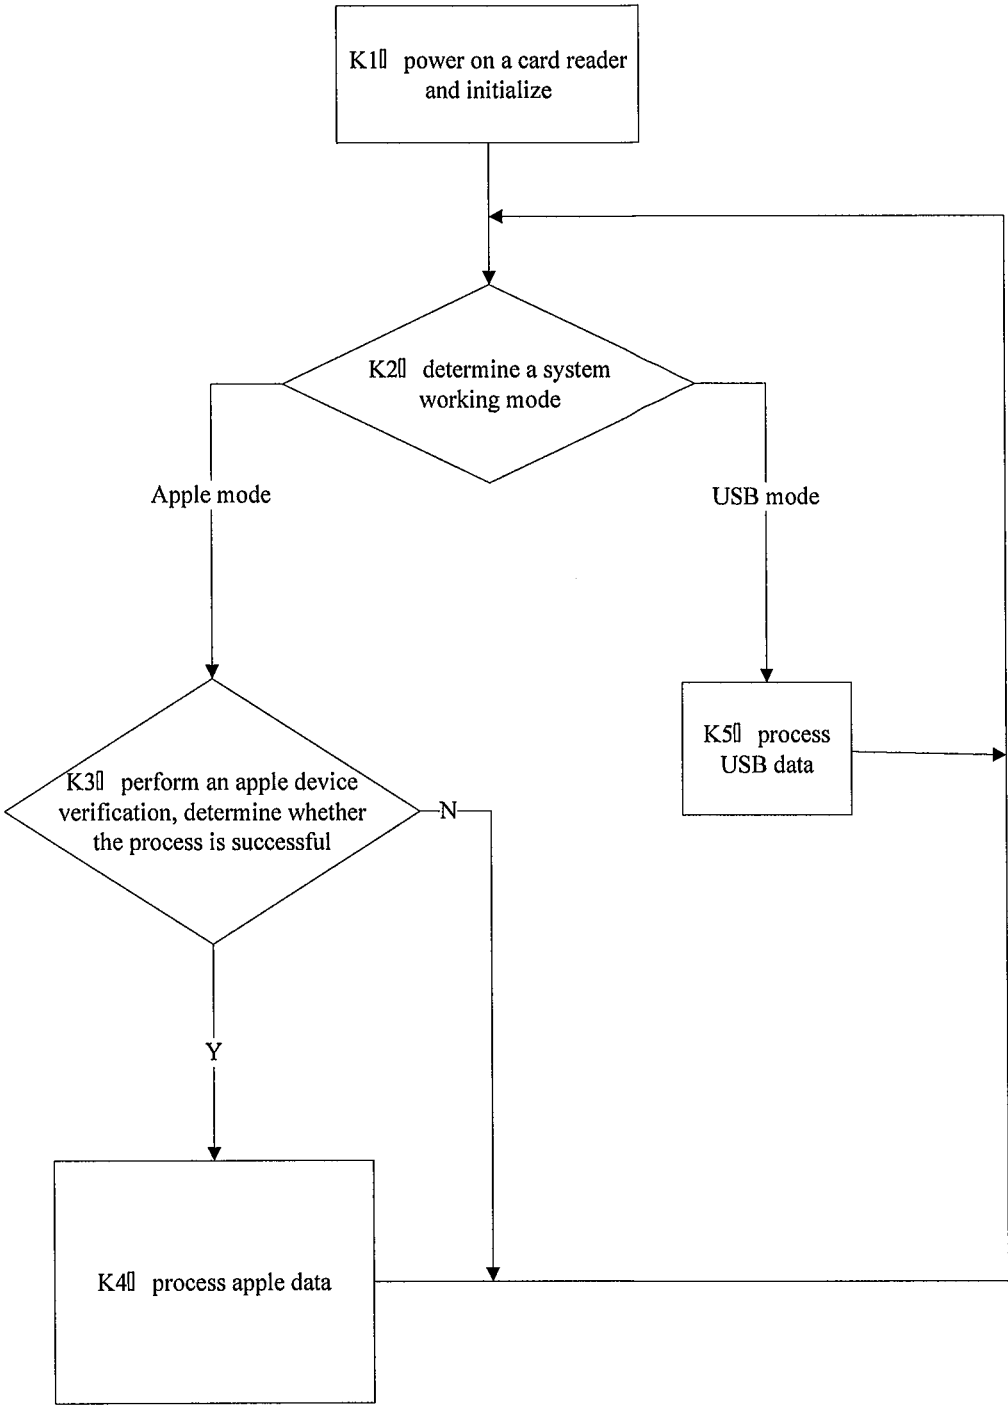 K1▯ power on a card reader
and initialize
K2▯ determine a system
working mode
Apple mode
USB mode
K3▯ perform an apple device
verification, determine whether
the process is successful
N
K5▯ process
USB data
Y
K4▯ process apple data